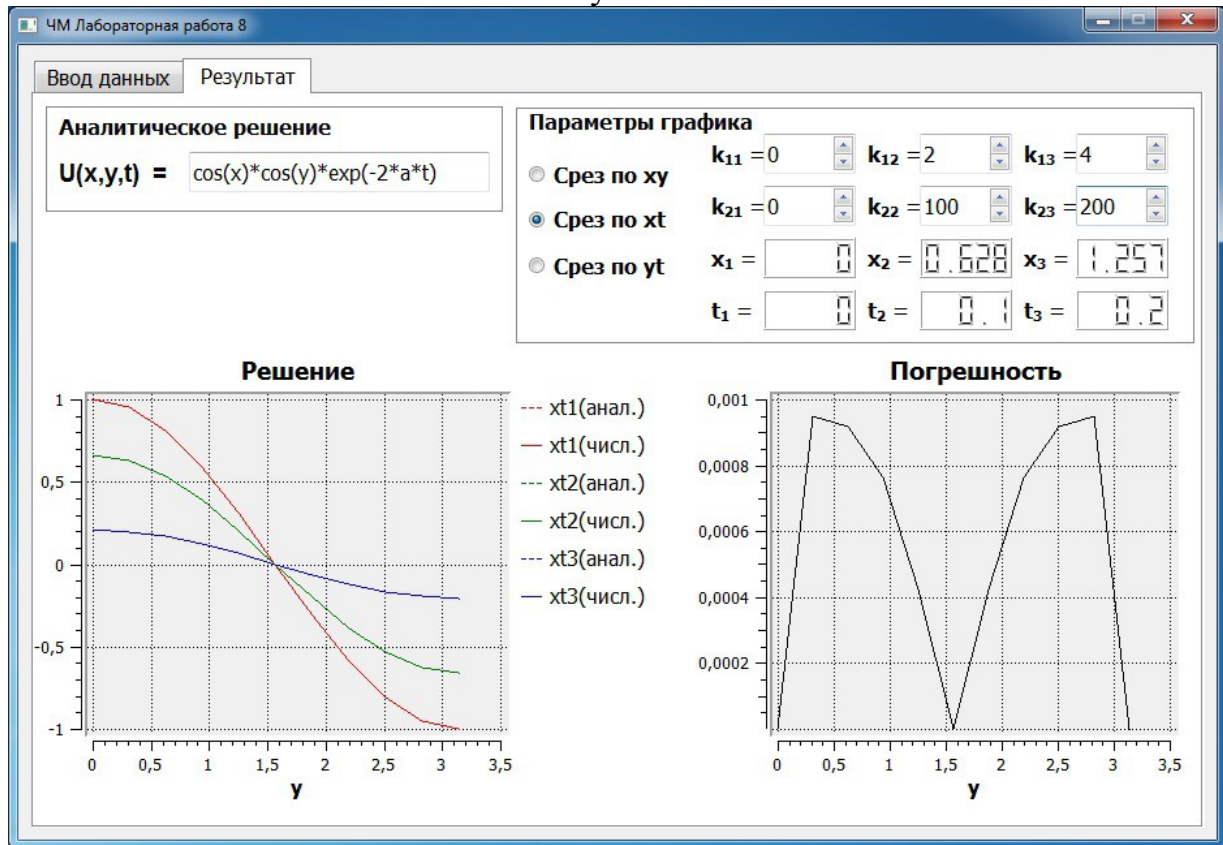 ЧМ Лабораторная работа 8
Ввод данных Результат
Аналитическое решение
U(x,y,t) = cos(x)*cos(y)*exp(-2*a*t)
Параметры графика
Срез по xy
Срез по xt
Срез по yt
k₁₁ = 0 k₁₂ = 2 k₁₃ = 4
k₂₁ = 0 k₂₂ = 100 k₂₃ = 200
x₁ = 0 x₂ = 0.628 x₃ = 1.257
t₁ = 0 t₂ = 0.1 t₃ = 0.2
Решение
1
0,5
0
-0,5
-1
0 0,5 1 1,5 2 2,5 3 3,5
y
xt1(анал.)
xt1(числ.)
xt2(анал.)
xt2(числ.)
xt3(анал.)
xt3(числ.)
Погрешность
0,001
0,0008
0,0006
0,0004
0,0002
0 0,5 1 1,5 2 2,5 3 3,5
y